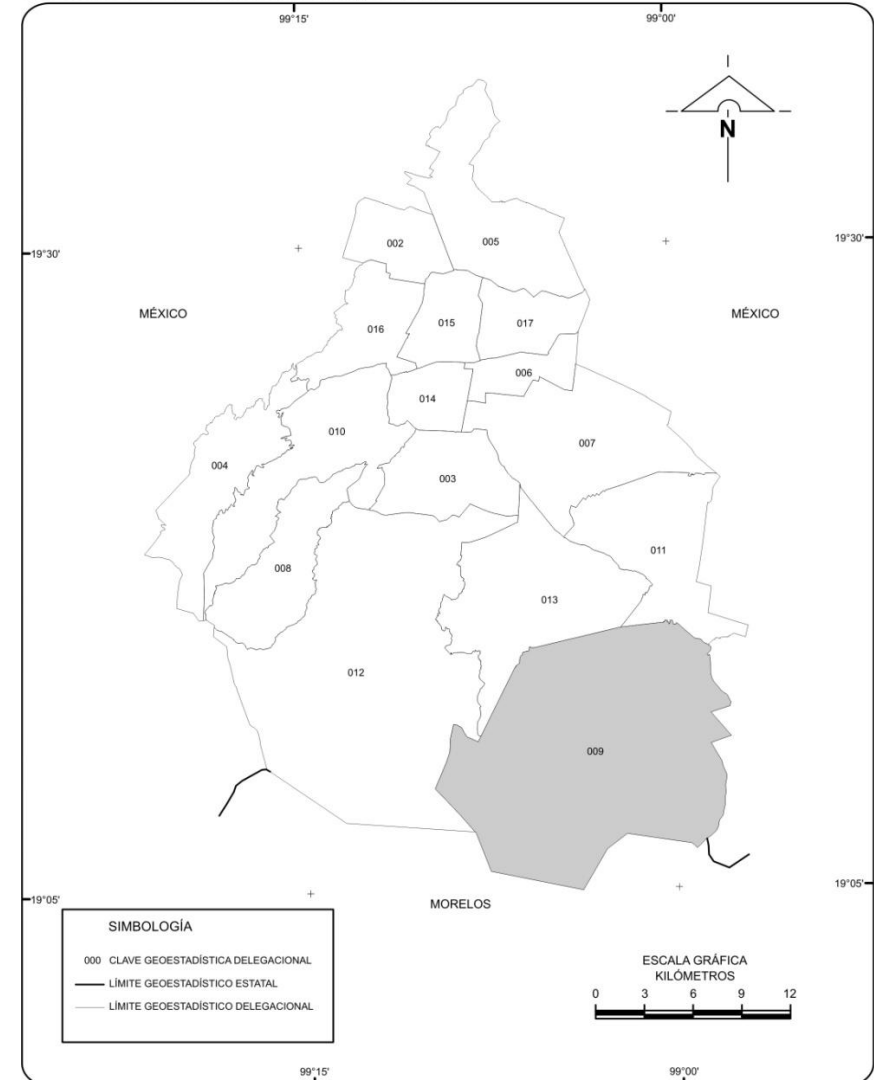 99°15'
99°00'
N
002
005
19°30'
19°30'
MÉXICO
MÉXICO
016
015
017
006
014
010
007
004
003
011
008
013
012
009
19°05'
19°05'
MORELOS
SIMBOLOGÍA
000 CLAVE GEOESTADÍSTICA DELEGACIONAL
LÍMITE GEOESTADÍSTICO ESTATAL
LÍMITE GEOESTADÍSTICO DELEGACIONAL
ESCALA GRÁFICA
KILÓMETROS
0 3 6 9 12
99°15'
99°00'